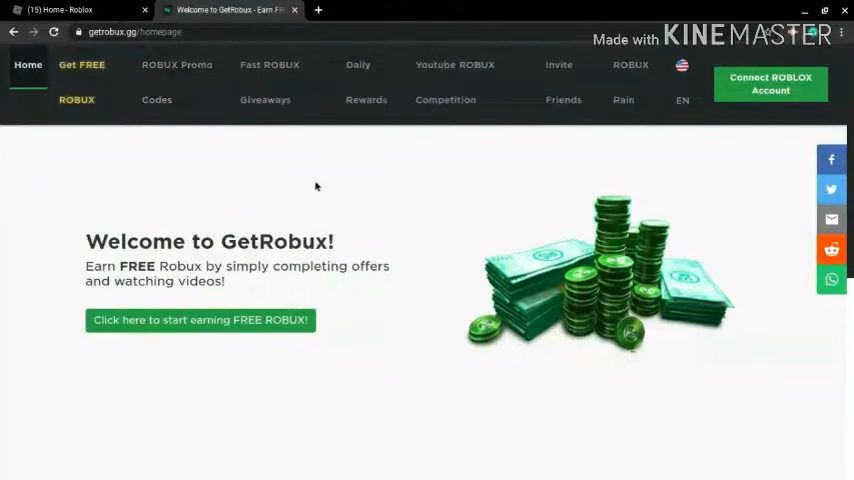 (15) Home - Roblox
Welcome to GetRobux - Earn FR
getrobux.gg/homepage
Made with KINEMASTER
Home
Get FREE ROBUX
ROBUX Promo Codes
Fast ROBUX Giveaways
Daily Rewards
Youtube ROBUX Competition
Invite Friends
ROBUX Rain
EN
Connect ROBLOX
Account
Welcome to GetRobux!
Earn FREE Robux by simply completing offers
and watching videos!
Click here to start earning FREE ROBUX!